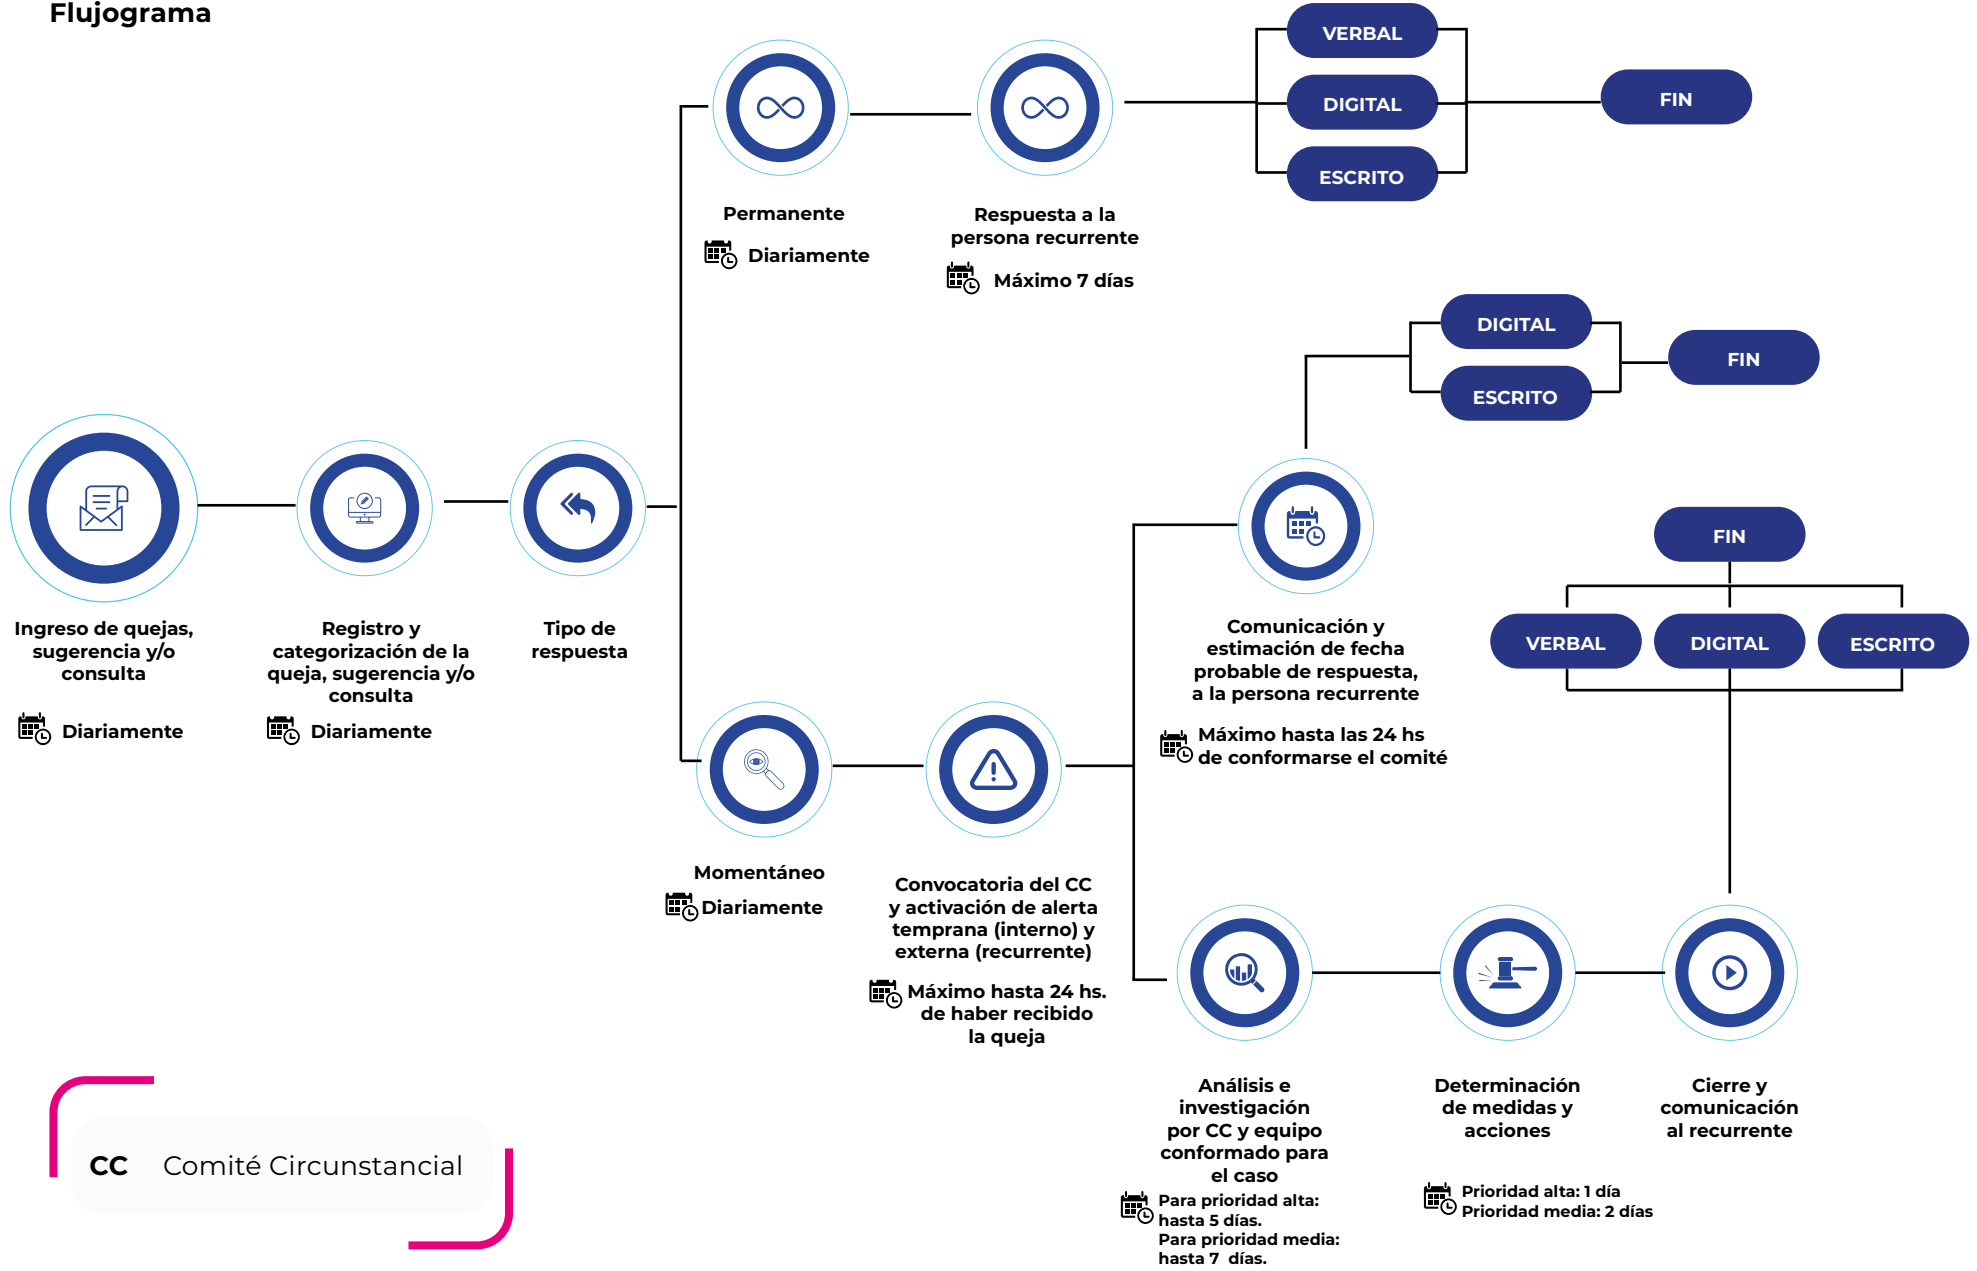 Flujograma
VERBAL
DIGITAL
ESCRITO
FIN
Permanente
Diariamente
Respuesta a la
persona recurrente
Máximo 7 días
DIGITAL
ESCRITO
FIN
Ingreso de quejas,
sugerencia y/o
consulta
Diariamente
Registro y
categorización de la
queja, sugerencia y/o
consulta
Diariamente
Tipo de
respuesta
Comunicación y
estimación de fecha
probable de respuesta,
a la persona recurrente
Máximo hasta las 24 hs
de conformarse el comité
FIN
VERBAL
DIGITAL
ESCRITO
Momentáneo
Diariamente
Convocatoria del CC
y activación de alerta
temprana (interno) y
externa (recurrente)
Máximo hasta 24 hs.
de haber recibido
la queja
Análisis e
investigación
por CC y equipo
conformado para
el caso
Para prioridad alta:
hasta 5 días.
Para prioridad media:
hasta 7 días.
Determinación
de medidas y
acciones
Prioridad alta: 1 día
Prioridad media: 2 días
Cierre y
comunicación
al recurrente
CC Comité Circunstancial